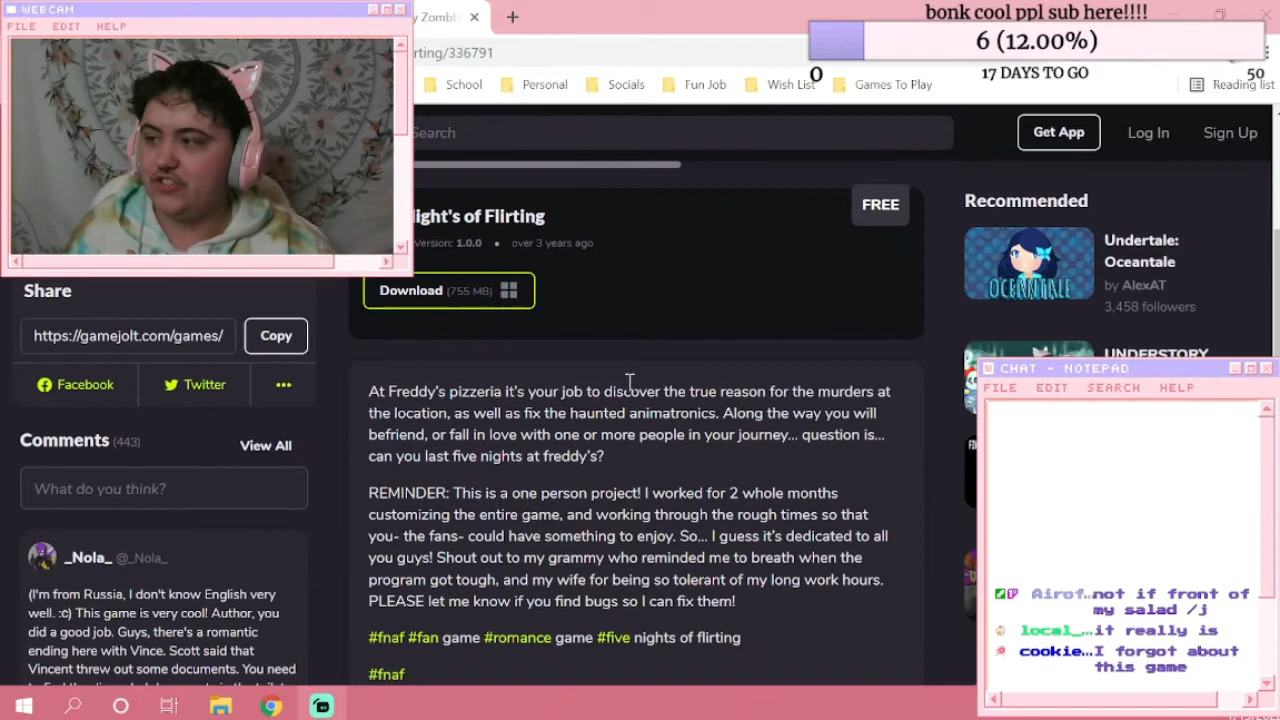 WEBCAM
FILE EDIT HELP
bonk cool ppl sub here!!!!
6 (12.00%)
0
17 DAYS TO GO
50
rting/336791
School
Personal
Socials
Fun Job
Wish List
Games To Play
Reading list
Search
Get App
Log In
Sign Up
ight's of Flirting
FREE
Version: 1.0.0 • over 3 years ago
Download (755 MB)
Recommended
Undertale:
Oceantale
by AlexAT
3,458 followers
OCEANTALE
UNDERSTORY
Share
https://gamejolt.com/games/
Copy
Facebook
Twitter
•••
Comments (443)
View All
What do you think?
_Nola_ @_Nola_
(I'm from Russia, I don't know English very
well. :c) This game is very cool! Author, you
did a good job. Guys, there's a romantic
ending here with Vince. Scott said that
Vincent threw out some documents. You need
At Freddy's pizzeria it's your job to discover the true reason for the murders at
the location, as well as fix the haunted animatronics. Along the way you will
befriend, or fall in love with one or more people in your journey... question is...
can you last five nights at freddy's?
REMINDER: This is a one person project! I worked for 2 whole months
customizing the entire game, and working through the rough times so that
you- the fans- could have something to enjoy. So... I guess it's dedicated to all
you guys! Shout out to my grammy who reminded me to breath when the
program got tough, and my wife for being so tolerant of my long work hours.
PLEASE let me know if you find bugs so I can fix them!
#fnaf #fan game #romance game #five nights of flirting
#fnaf
CHAT - NOTEPAD
FILE EDIT SEARCH HELP
Airof..not if front of
my salad /j
local_..it really is
cookie..I forgot about
this game